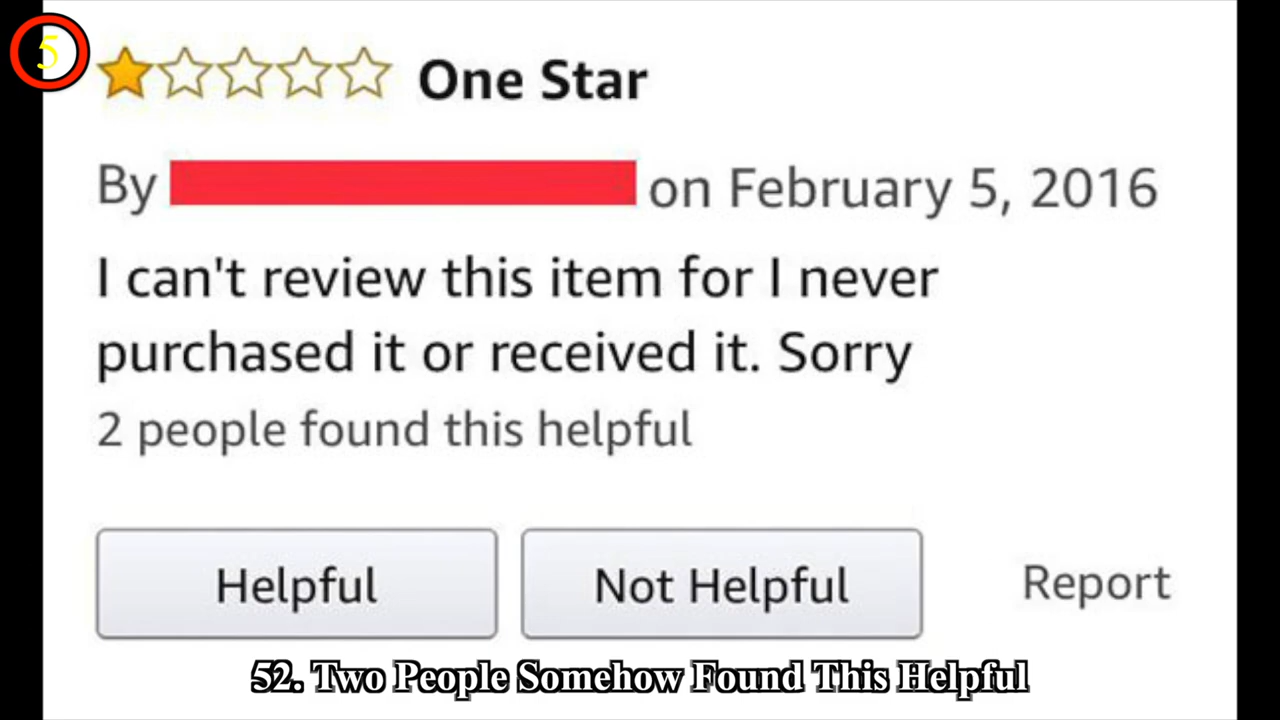 5
One Star
By on February 5, 2016
I can't review this item for I never
purchased it or received it. Sorry
2 people found this helpful
Helpful Not Helpful Report
52. Two People Somehow Found This Helpful